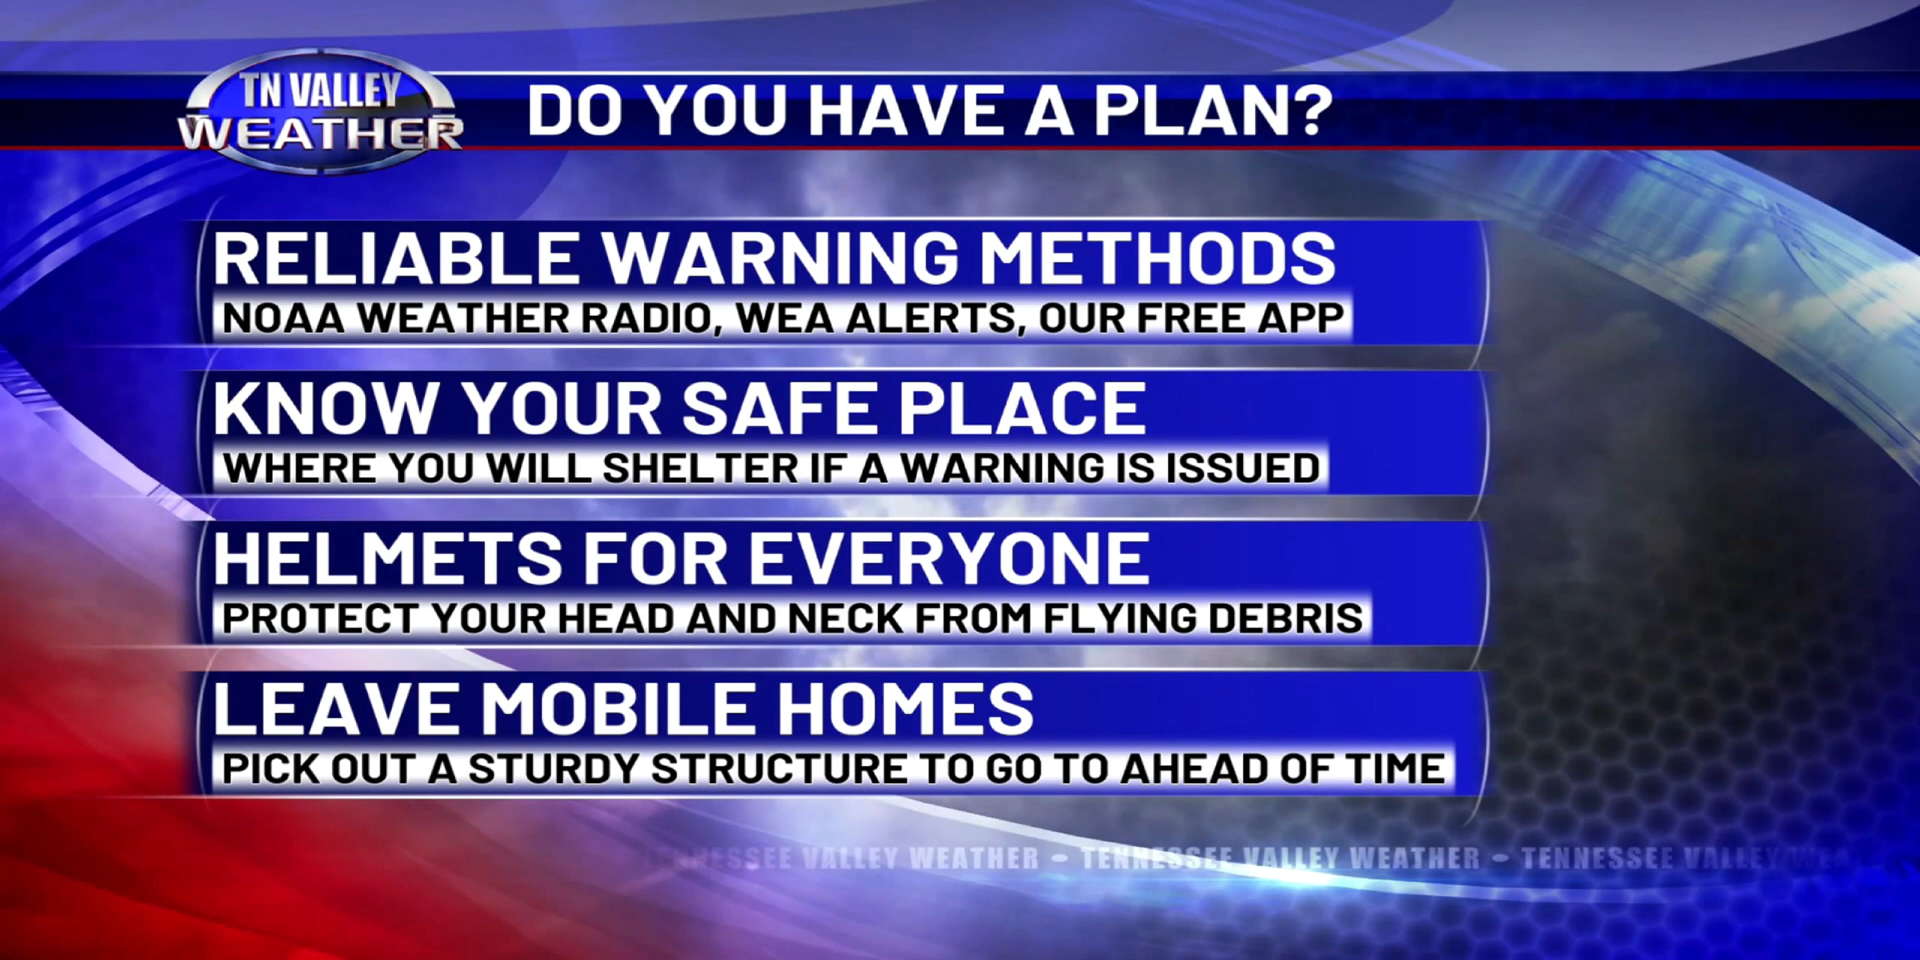 TN VALLEY
WEATHER
DO YOU HAVE A PLAN?
RELIABLE WARNING METHODS
NOAA WEATHER RADIO, WEA ALERTS, OUR FREE APP
KNOW YOUR SAFE PLACE
WHERE YOU WILL SHELTER IF A WARNING IS ISSUED
HELMETS FOR EVERYONE
PROTECT YOUR HEAD AND NECK FROM FLYING DEBRIS
LEAVE MOBILE HOMES
PICK OUT A STURDY STRUCTURE TO GO TO AHEAD OF TIME
TENNESSEE VALLEY WEATHER - TENNESSEE VALLEY WEATHER - TENNESSEE VALLEY